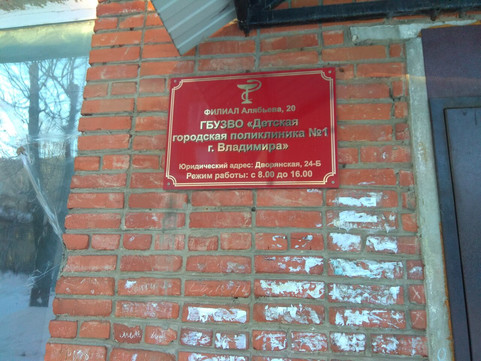 ФИЛИАЛ Алябьева, 20
ГБУЗВО «Детская
городская поликлиника №1
г. Владимира»
Юридический адрес: Дворянская, 24-Б
Режим работы: с 8.00 до 16.00